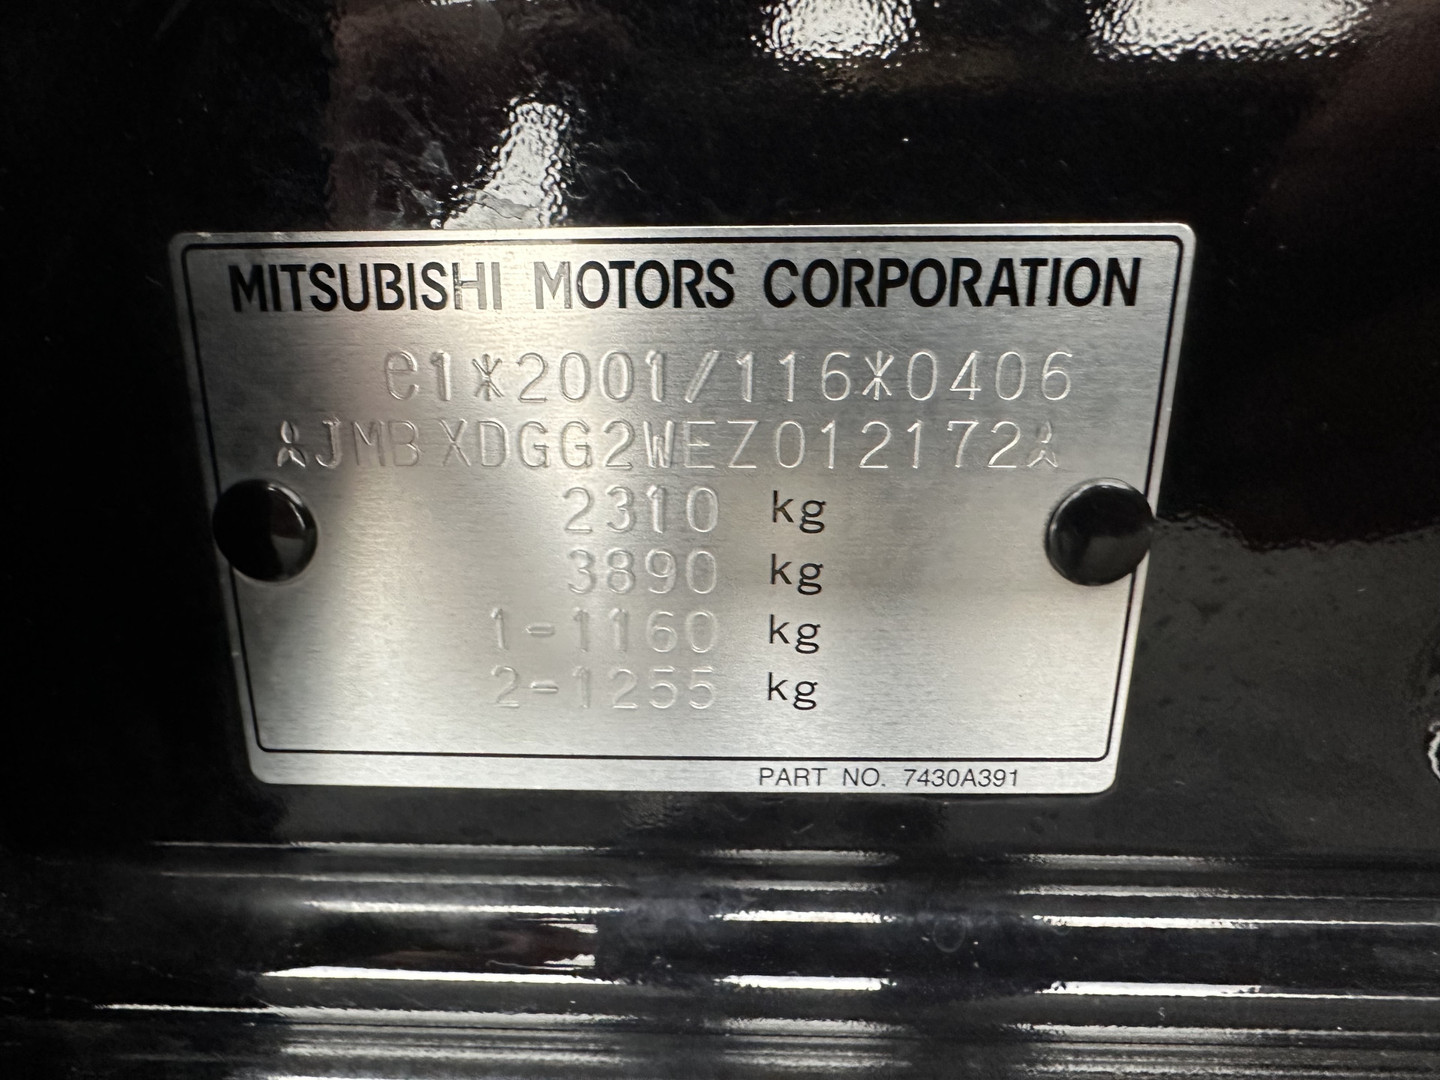 MITSUBISHI MOTORS CORPORATION
e1*2001/116*0406
JMBXDGG2WEZ012172
2310 kg
3890 kg
1-1160 kg
2-1255 kg
PART NO. 7430A391